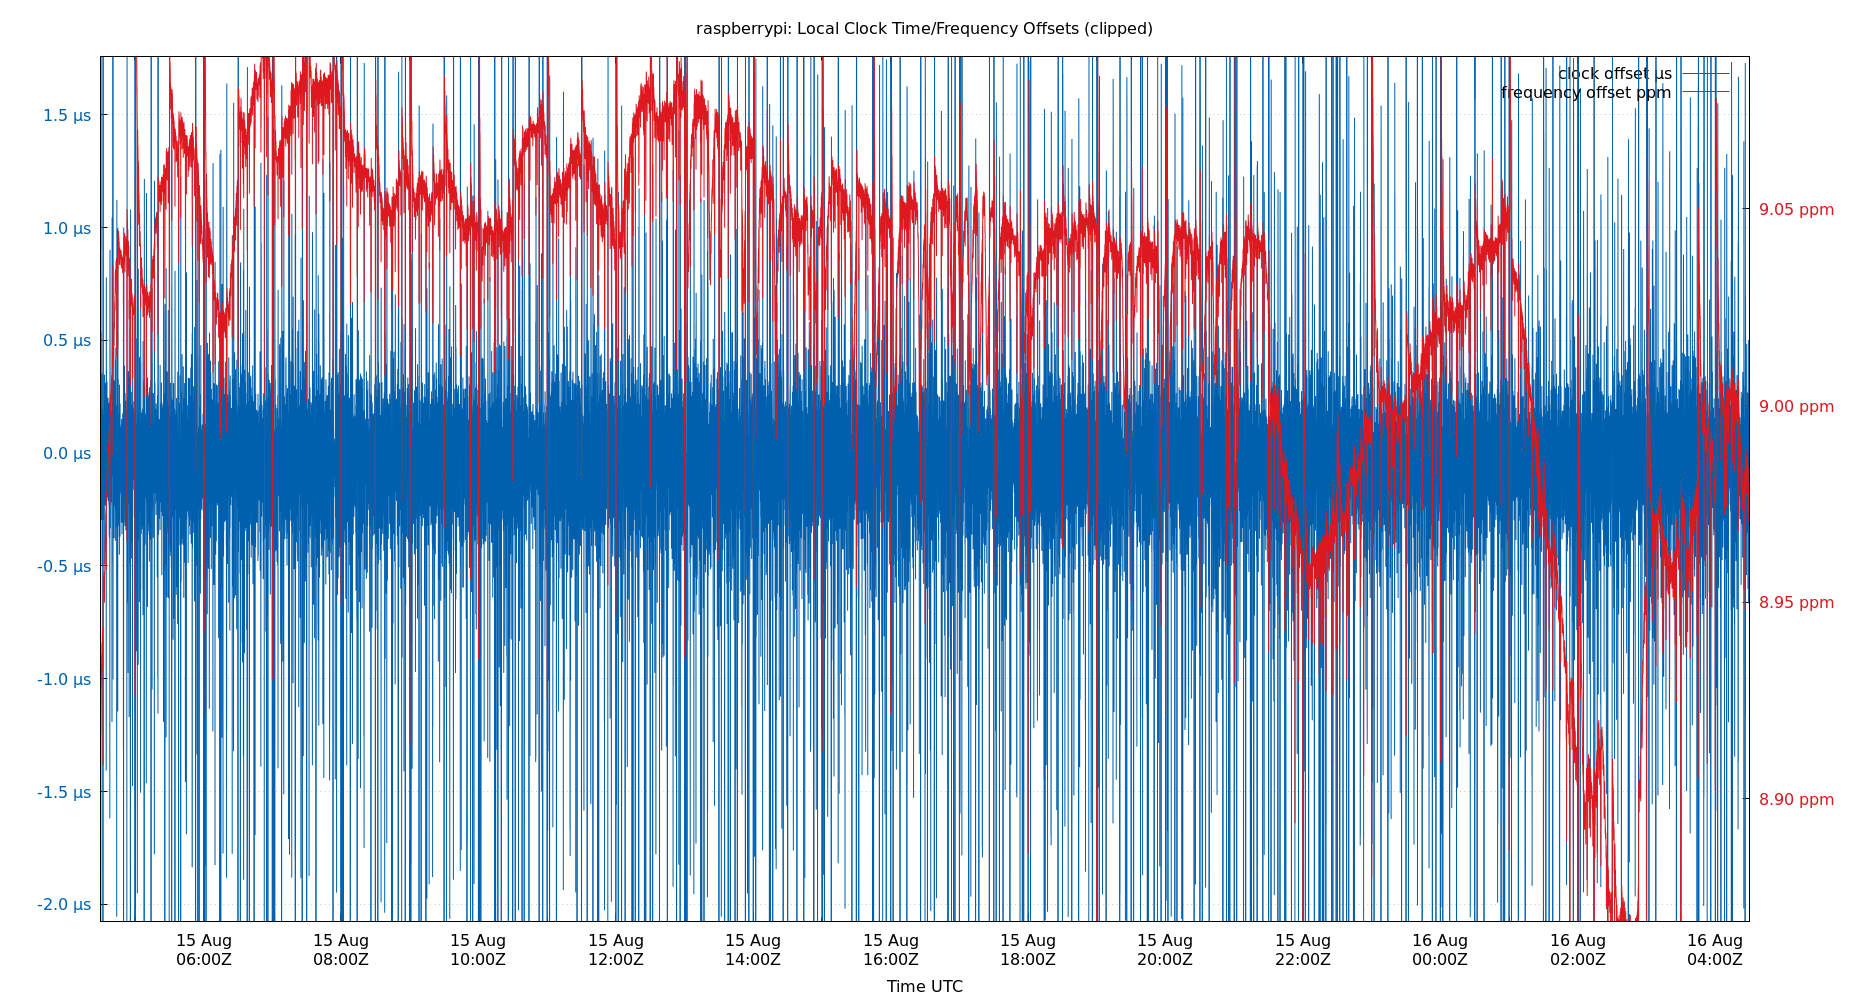 raspberrypi: Local Clock Time/Frequency Offsets (clipped)
clock offset µs
frequency offset ppm
1.5 µs
1.0 µs
0.5 µs
0.0 µs
-0.5 µs
-1.0 µs
-1.5 µs
-2.0 µs
9.05 ppm
9.00 ppm
8.95 ppm
8.90 ppm
15 Aug 15 Aug 15 Aug 15 Aug 15 Aug 15 Aug 15 Aug 15 Aug 15 Aug 16 Aug 16 Aug 16 Aug
06:00Z 08:00Z 10:00Z 12:00Z 14:00Z 16:00Z 18:00Z 20:00Z 22:00Z 00:00Z 02:00Z 04:00Z
Time UTC